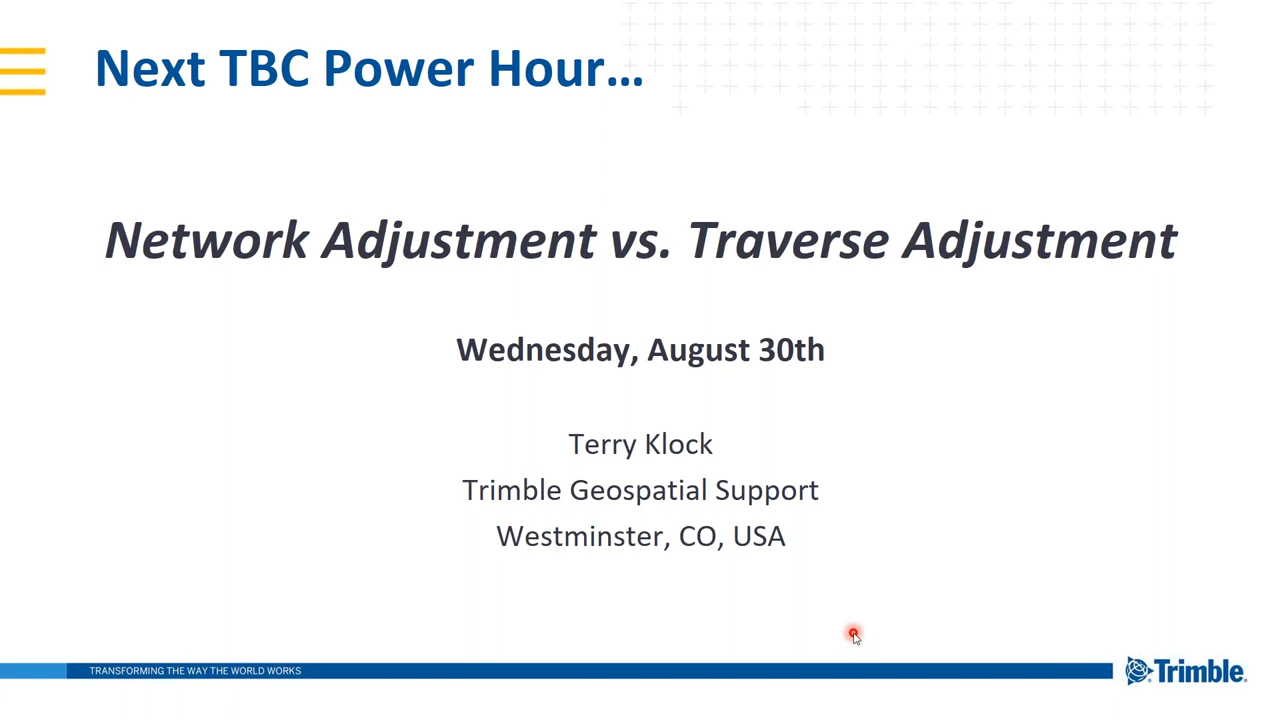 Next TBC Power Hour…
Network Adjustment vs. Traverse Adjustment
Wednesday, August 30th
Terry Klock
Trimble Geospatial Support
Westminster, CO, USA
TRANSFORMING THE WAY THE WORLD WORKS
Trimble